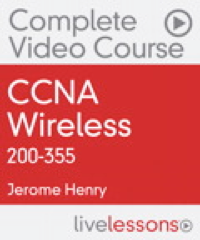 Complete
Video Course
CCNA
Wireless
200-355
Jerome Henry
livelessons